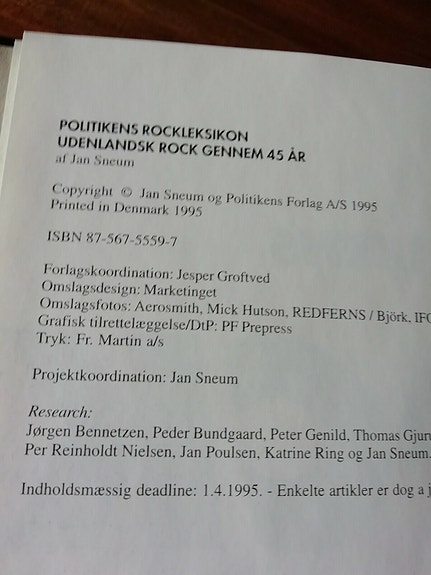 POLITIKENS ROCKLEKSIKON
UDENLANDSK ROCK GENNEM 45 ÅR
af Jan Sneum
Copyright © Jan Sneum og Politikens Forlag A/S 1995
Printed in Denmark 1995
ISBN 87-567-5559-7
Forlagskoordination: Jesper Groftved
Omslagsdesign: Marketinget
Omslagsfotos: Aerosmith, Mick Hutson, REDFERNS / Björk, IFO
Grafisk tilrettelæggelse/DtP: PF Prepress
Tryk: Fr. Martin a/s
Projektkoordination: Jan Sneum
Research:
Jørgen Bennetzen, Peder Bundgaard, Peter Genild, Thomas
Per Reinholdt Nielsen, Jan Poulsen, Katrine Ring og Jan Sneum.
Indholdsmæssig deadline: 1.4.1995. - Enkelte artikler er dog a